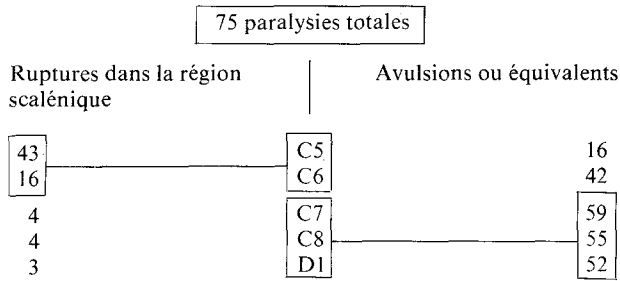 75 paralysies totales
Ruptures dans la région
scalénique
Avulsions ou équivalents
43 C5 16
16 C6 42
4 C7 59
4 C8 55
3 D1 52